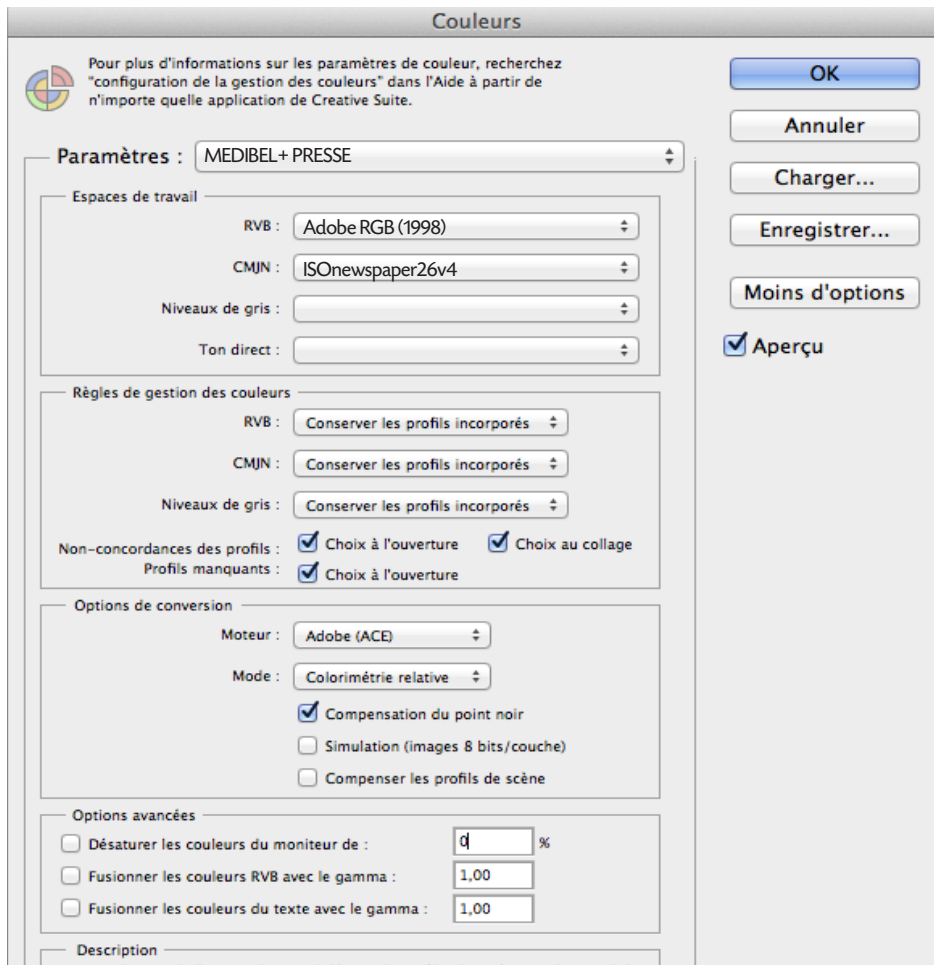 Couleurs
Pour plus d'informations sur les paramètres de couleur, recherchez
"configuration de la gestion des couleurs" dans l'Aide à partir de
n'importe quelle application de Creative Suite.
OK
Annuler
Charger...
Enregistrer...
Moins d'options
Aperçu
Paramètres : MEDIBEL+ PRESSE
Espaces de travail
RVB : Adobe RGB (1998)
CMJN : ISOnewspaper26v4
Niveaux de gris :
Ton direct :
Règles de gestion des couleurs
RVB : Conserver les profils incorporés
CMJN : Conserver les profils incorporés
Niveaux de gris : Conserver les profils incorporés
Non-concordances des profils : Choix à l'ouverture Choix au collage
Profils manquants : Choix à l'ouverture
Options de conversion
Moteur : Adobe (ACE)
Mode : Colorimétrie relative
Compensation du point noir
Simulation (images 8 bits/couche)
Compenser les profils de scène
Options avancées
Désaturer les couleurs du moniteur de : 0 %
Fusionner les couleurs RVB avec le gamma : 1,00
Fusionner les couleurs du texte avec le gamma : 1,00
Description